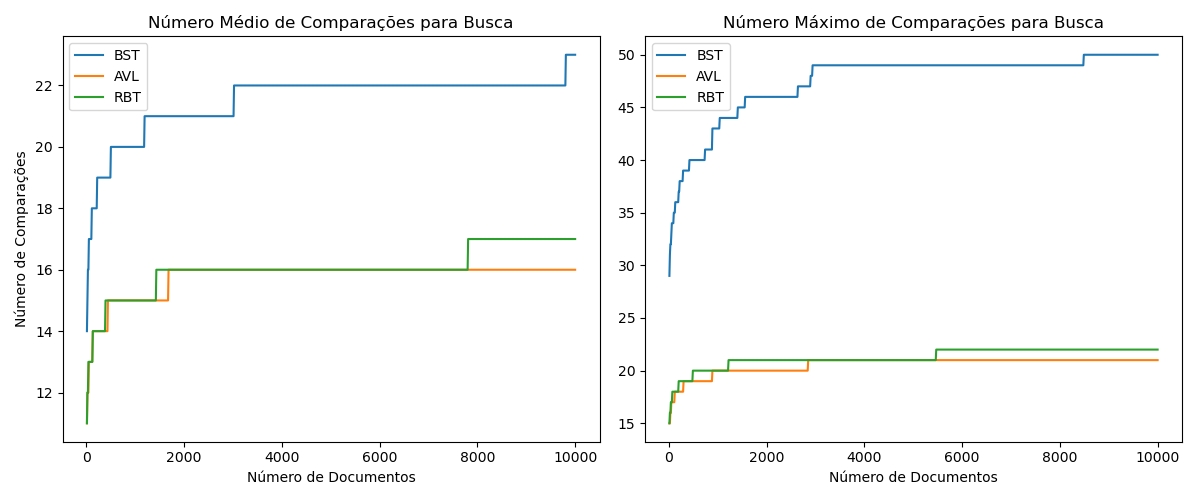 Número Médio de Comparações para Busca
BST
AVL
RBT
22
20
18
16
14
12
Número de Comparações
0 2000 4000 6000 8000 10000
Número de Documentos
Número Máximo de Comparações para Busca
BST
AVL
RBT
50
45
40
35
30
25
20
15
0 2000 4000 6000 8000 10000
Número de Documentos